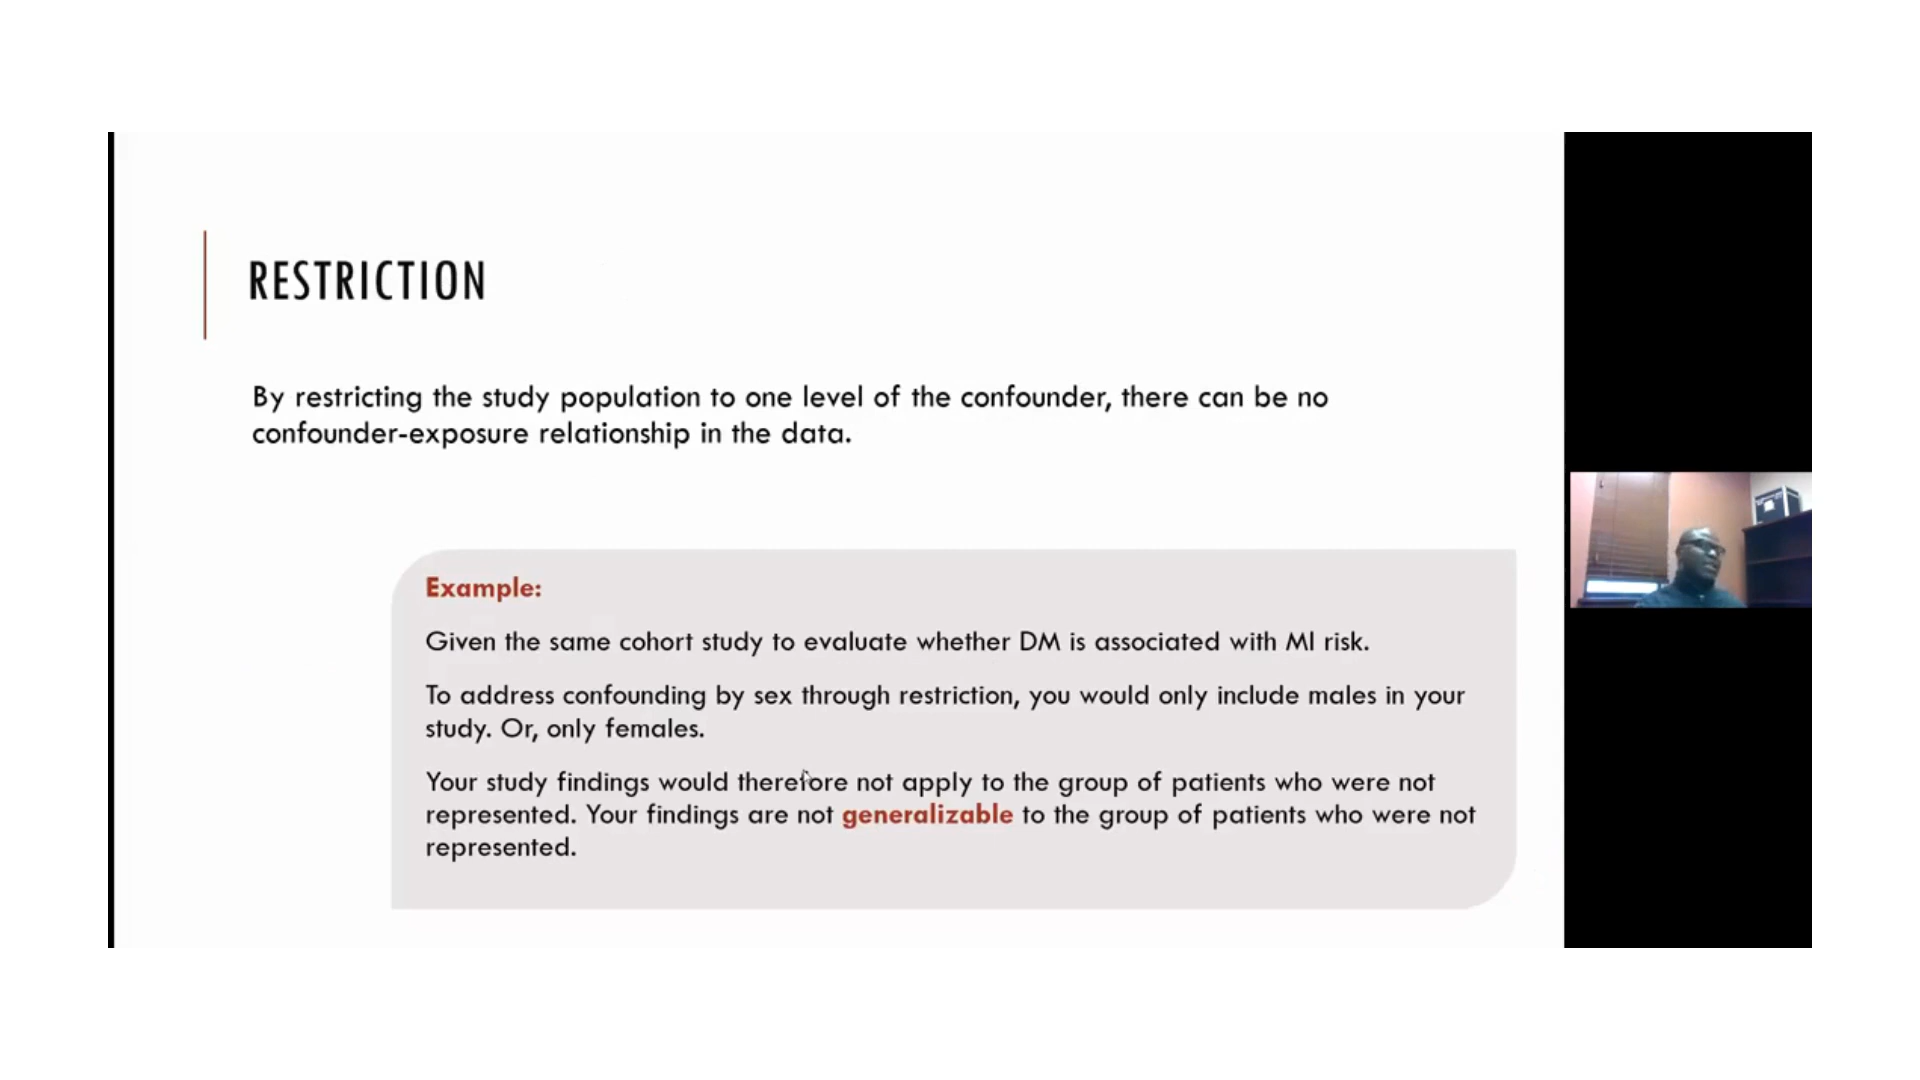 RESTRICTION
By restricting the study population to one level of the confounder, there can be no
confounder-exposure relationship in the data.
Example:
Given the same cohort study to evaluate whether DM is associated with MI risk.
To address confounding by sex through restriction, you would only include males in your
study. Or, only females.
Your study findings would therefore not apply to the group of patients who were not
represented. Your findings are not generalizable to the group of patients who were not
represented.